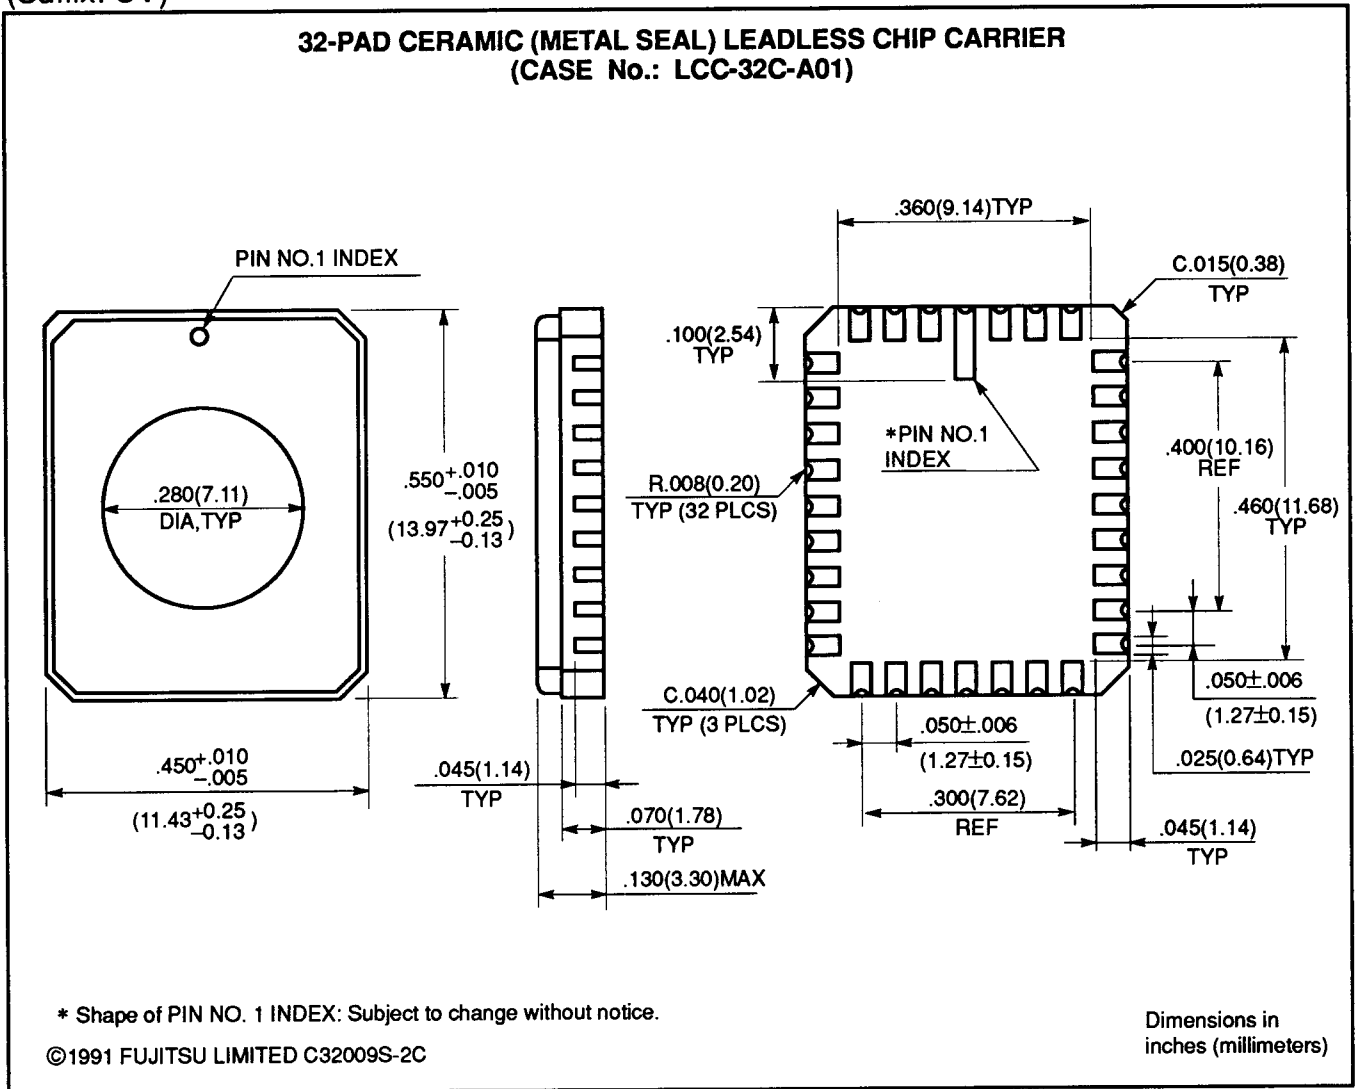 32-PAD CERAMIC (METAL SEAL) LEADLESS CHIP CARRIER
(CASE No.: LCC-32C-A01)
.360(9.14)TYP
PIN NO.1 INDEX
C.015(0.38)
TYP
.100(2.54)
TYP
*PIN NO.1
INDEX
.400(10.16)
REF
.550+.010
-.005
(13.97+0.25
-0.13)
.280(7.11)
DIA,TYP
R.008(0.20)
TYP (32 PLCS)
.460(11.68)
TYP
C.040(1.02)
TYP (3 PLCS)
.050±.006
(1.27±0.15)
.050±.006
(1.27±0.15)
.025(0.64)TYP
.450+.010
-.005
(11.43+0.25
-0.13)
.045(1.14)
TYP
.070(1.78)
TYP
.130(3.30)MAX
.300(7.62)
REF
.045(1.14)
TYP
* Shape of PIN NO. 1 INDEX: Subject to change without notice.
©1991 FUJITSU LIMITED C32009S-2C
Dimensions in
inches (millimeters)